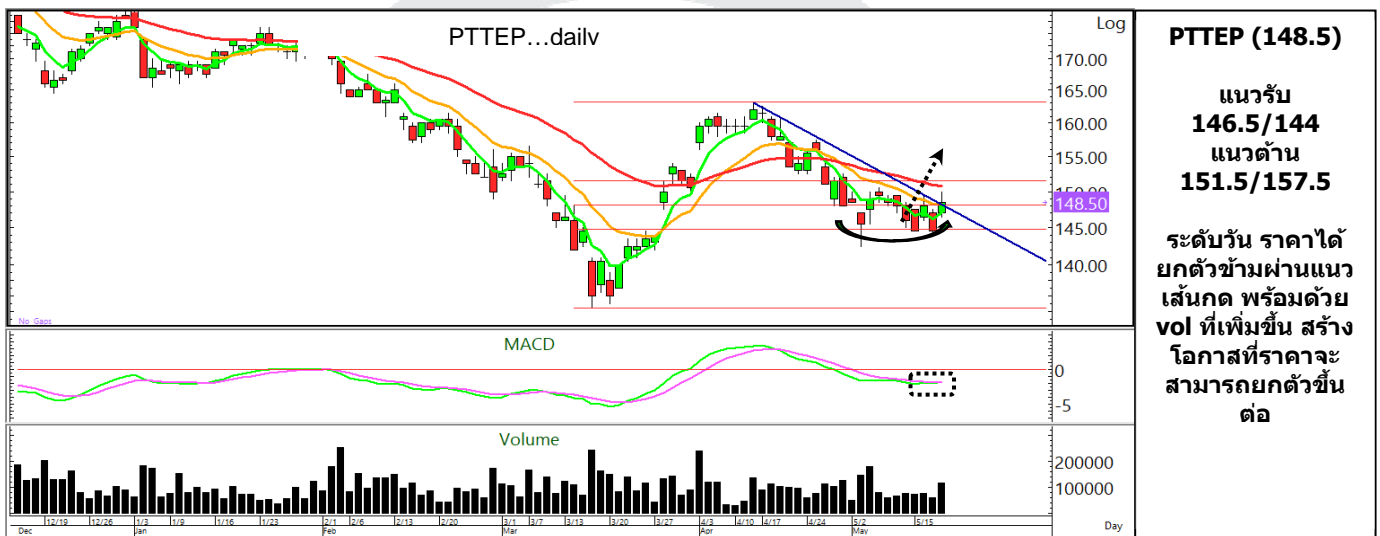 PTTEP...daily
Log
170.00
165.00
160.00
155.00
150.00
148.50
145.00
140.00
No Gaps
MACD
0
-5
Volume
200000
100000
12/19 12/26 1/3 1/9 1/16 1/23 2/1 2/6 2/13 2/20 3/1 3/7 3/13 3/20 3/27 4/3 4/10 4/17 4/24 5/2 5/15
Dec Jan Feb Mar Apr May
Day
PTTEP (148.5)
แนวรับ
146.5/144
แนวต้าน
151.5/157.5
ระดับวัน ราคาได้
ยกตัวข้ามผ่านแนว
เส้นกด พร้อมด้วย
vol ที่เพิ่มขึ้น สร้าง
โอกาสที่ราคาจะ
สามารถยกตัวขึ้น
ต่อ